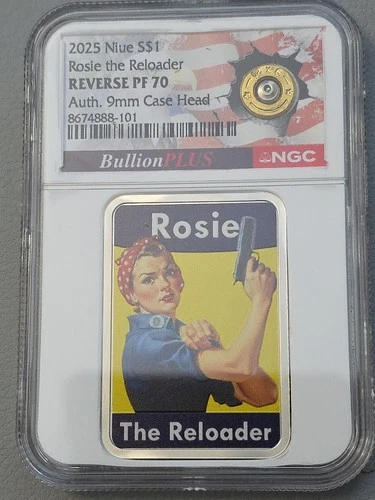 2025 Niue S$1
Rosie the Reloader
REVERSE PF 70
Auth. 9mm Case Head
8674888-101
BullionPLUS
NGC
Rosie
The Reloader